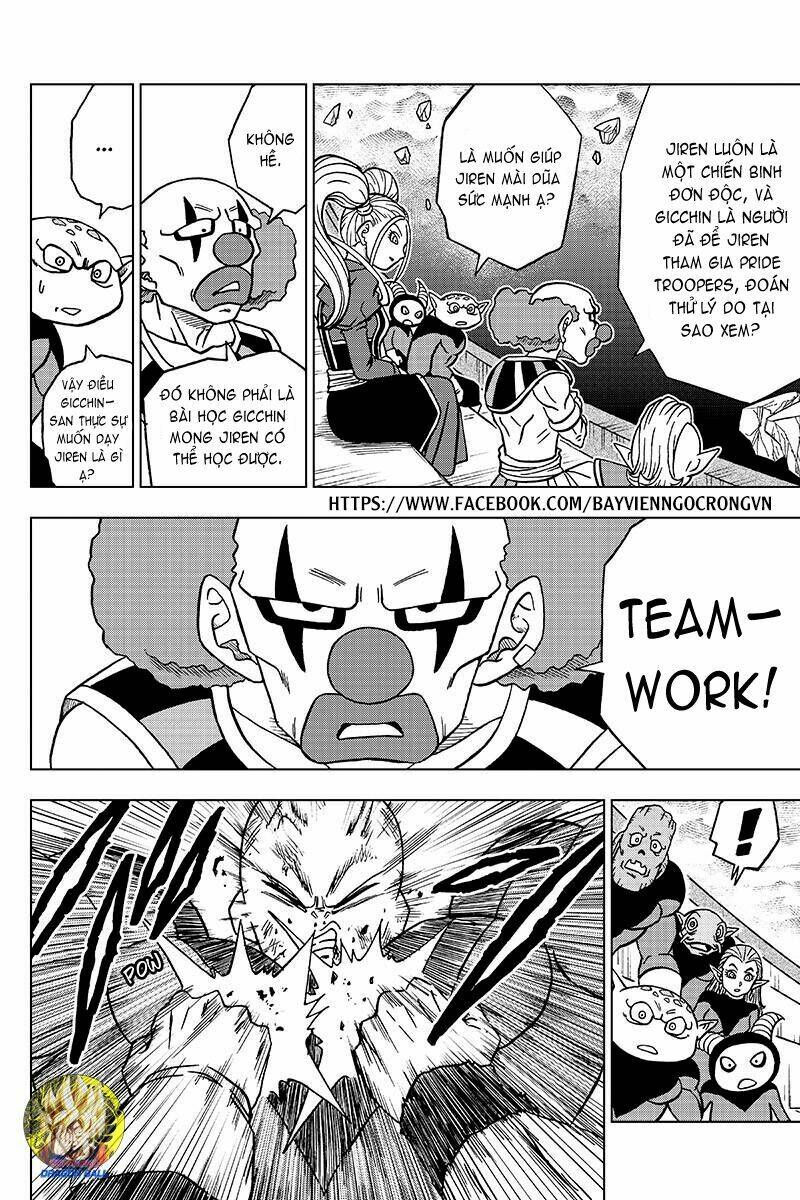 JIREN LUÔN LÀ
MỘT CHIẾN BINH
ĐƠN ĐỘC, VÀ
GICCHIN LÀ NGƯỜI
ĐÃ ĐỂ JIREN
THAM GIA PRIDE
TROOPERS, ĐOÁN
THỬ LÝ DO TẠI
SAO XEM?
LÀ MUỐN GIÚP
JIREN MÀI DŨA
SỨC MẠNH Ạ?
KHÔNG
HỀ.
ĐÓ KHÔNG PHẢI LÀ
BÀI HỌC GICCHIN
MONG JIREN CÓ
THỂ HỌC ĐƯỢC.
...
VẬY ĐIỀU
GICCHIN-
SAN THỰC SỰ
MUỐN DẠY
JIREN LÀ GÌ
Ạ?
HTTPS://WWW.FACEBOOK.COM/BAYVIENNGOCRONGVN
TEAM-
WORK!
!
POW
DRAGON BALL